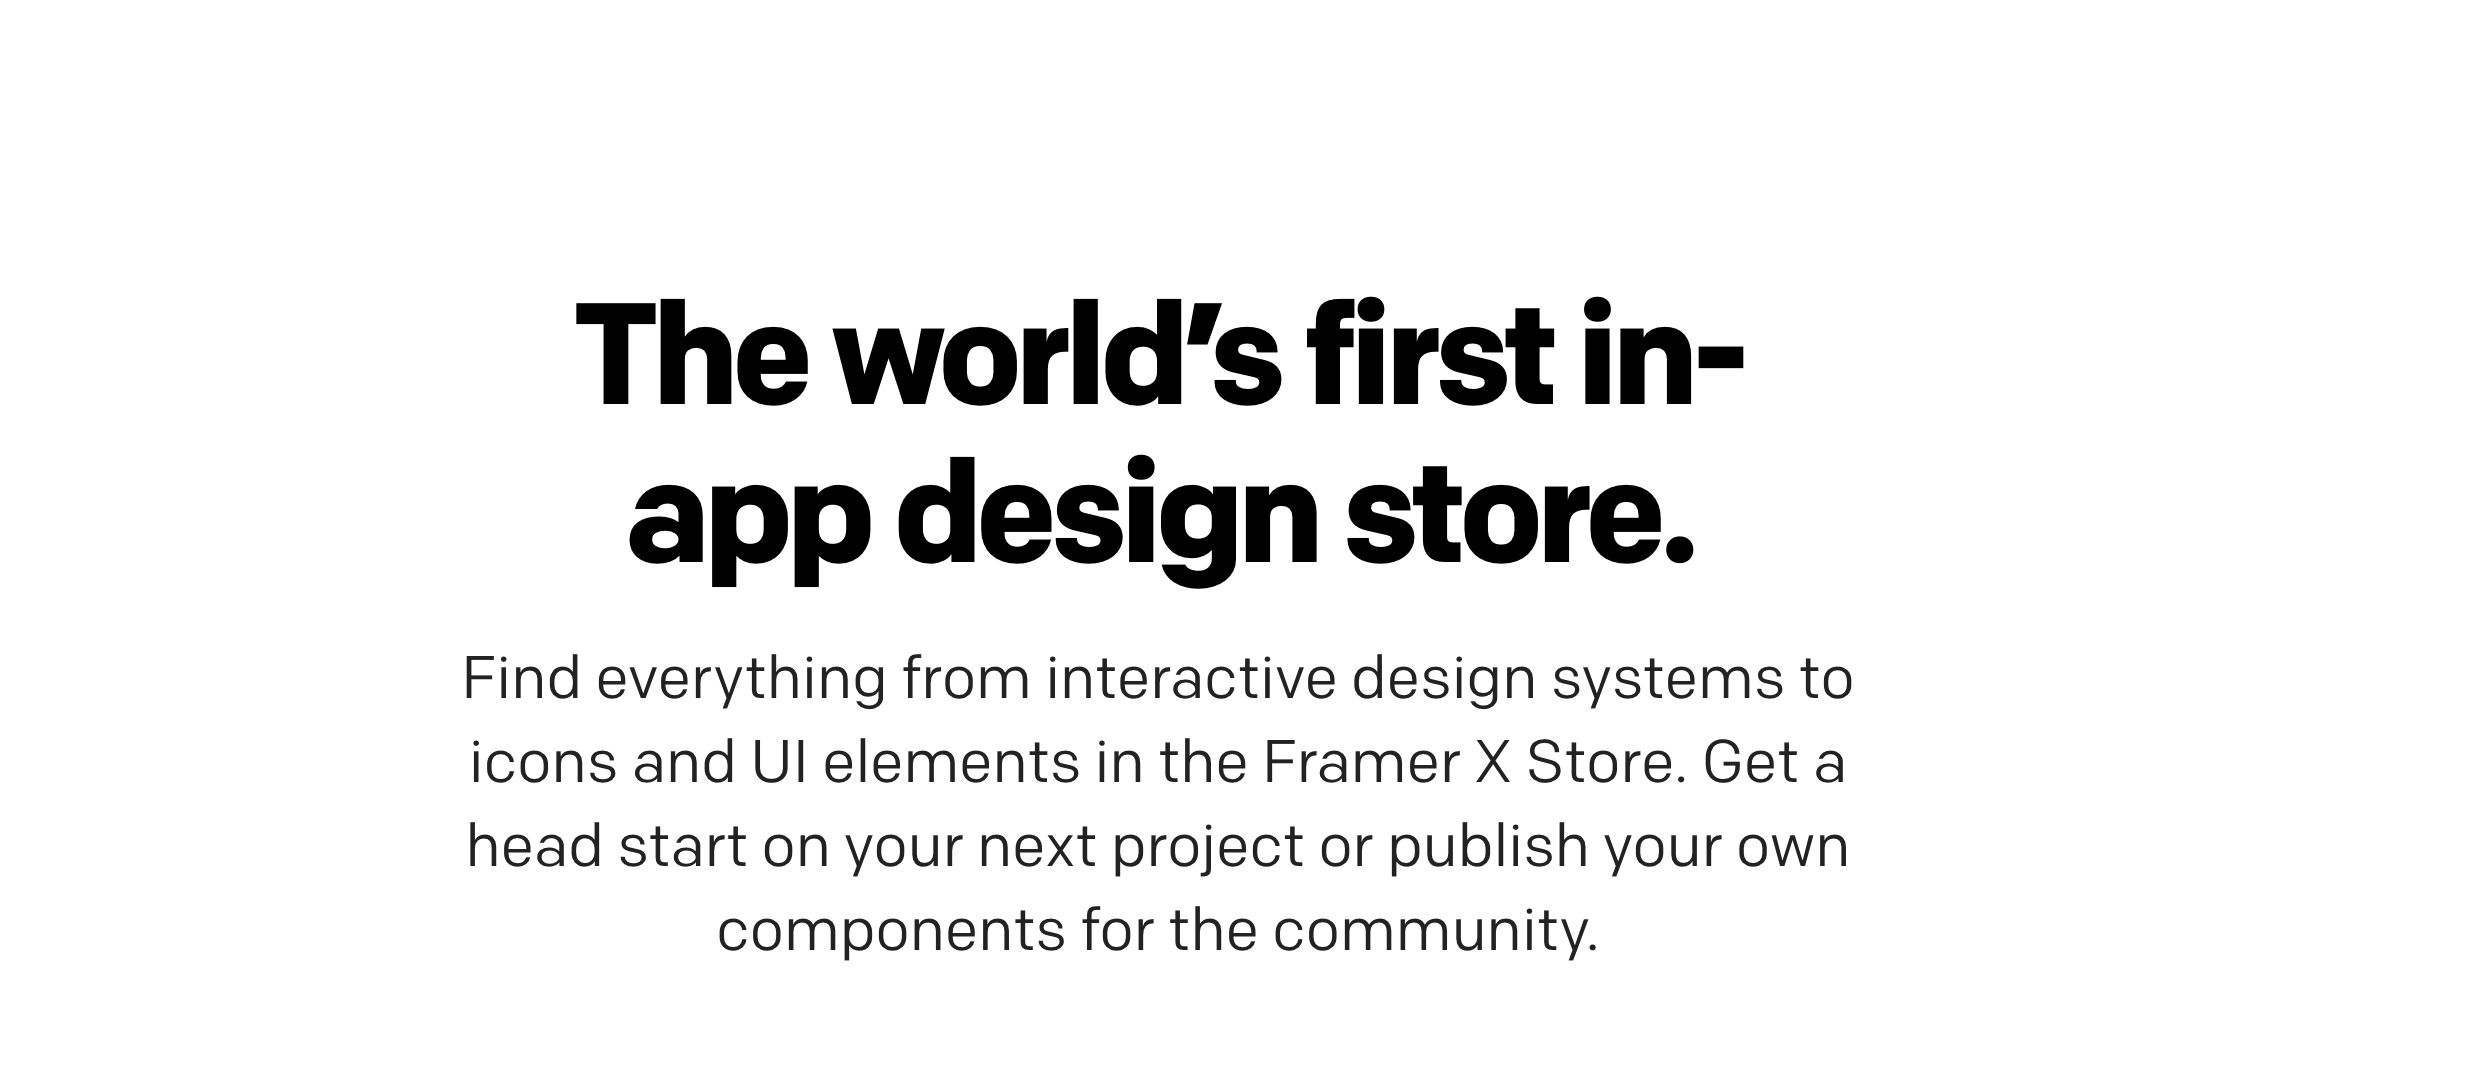 The world’s first in-
app design store.
Find everything from interactive design systems to
icons and UI elements in the Framer X Store. Get a
head start on your next project or publish your own
components for the community.